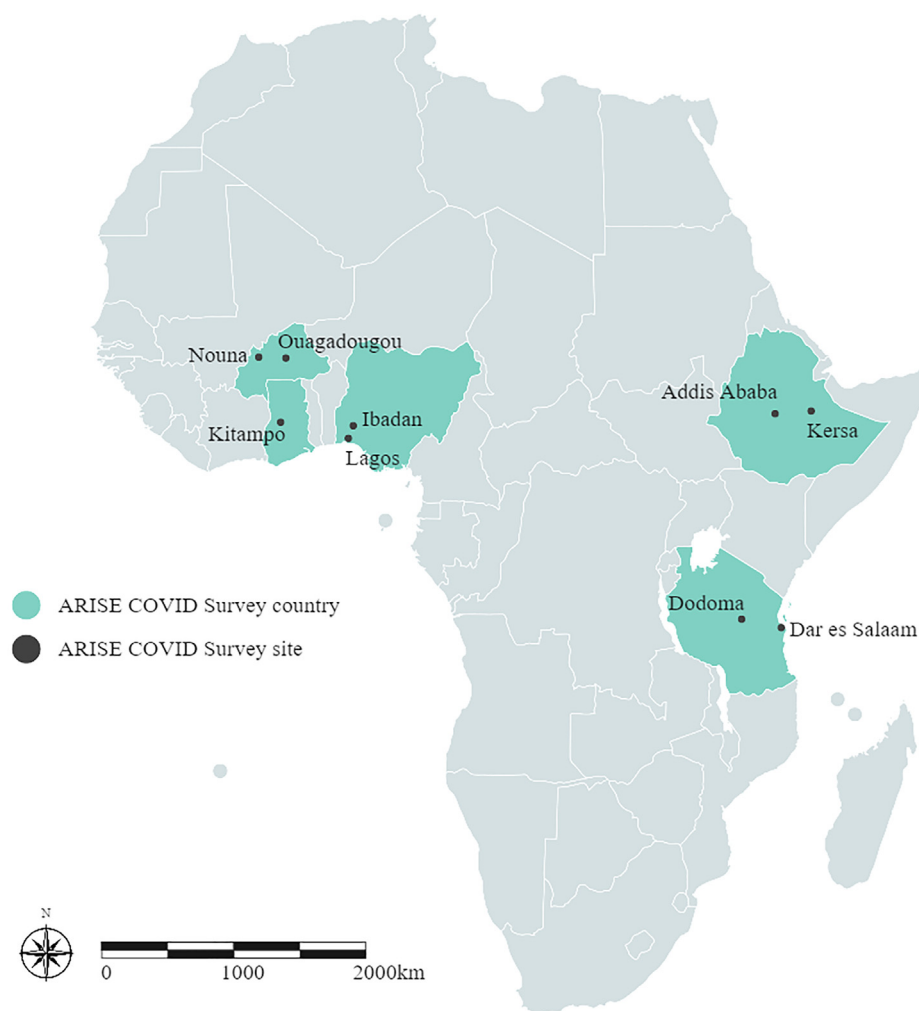 Ouagadougou
Nouna
Addis Ababa
Ibadan
Kitampo
Kersa
Lagos
ARISE COVID Survey country
Dodoma
Dar es Salaam
ARISE COVID Survey site
N
0 1000 2000km